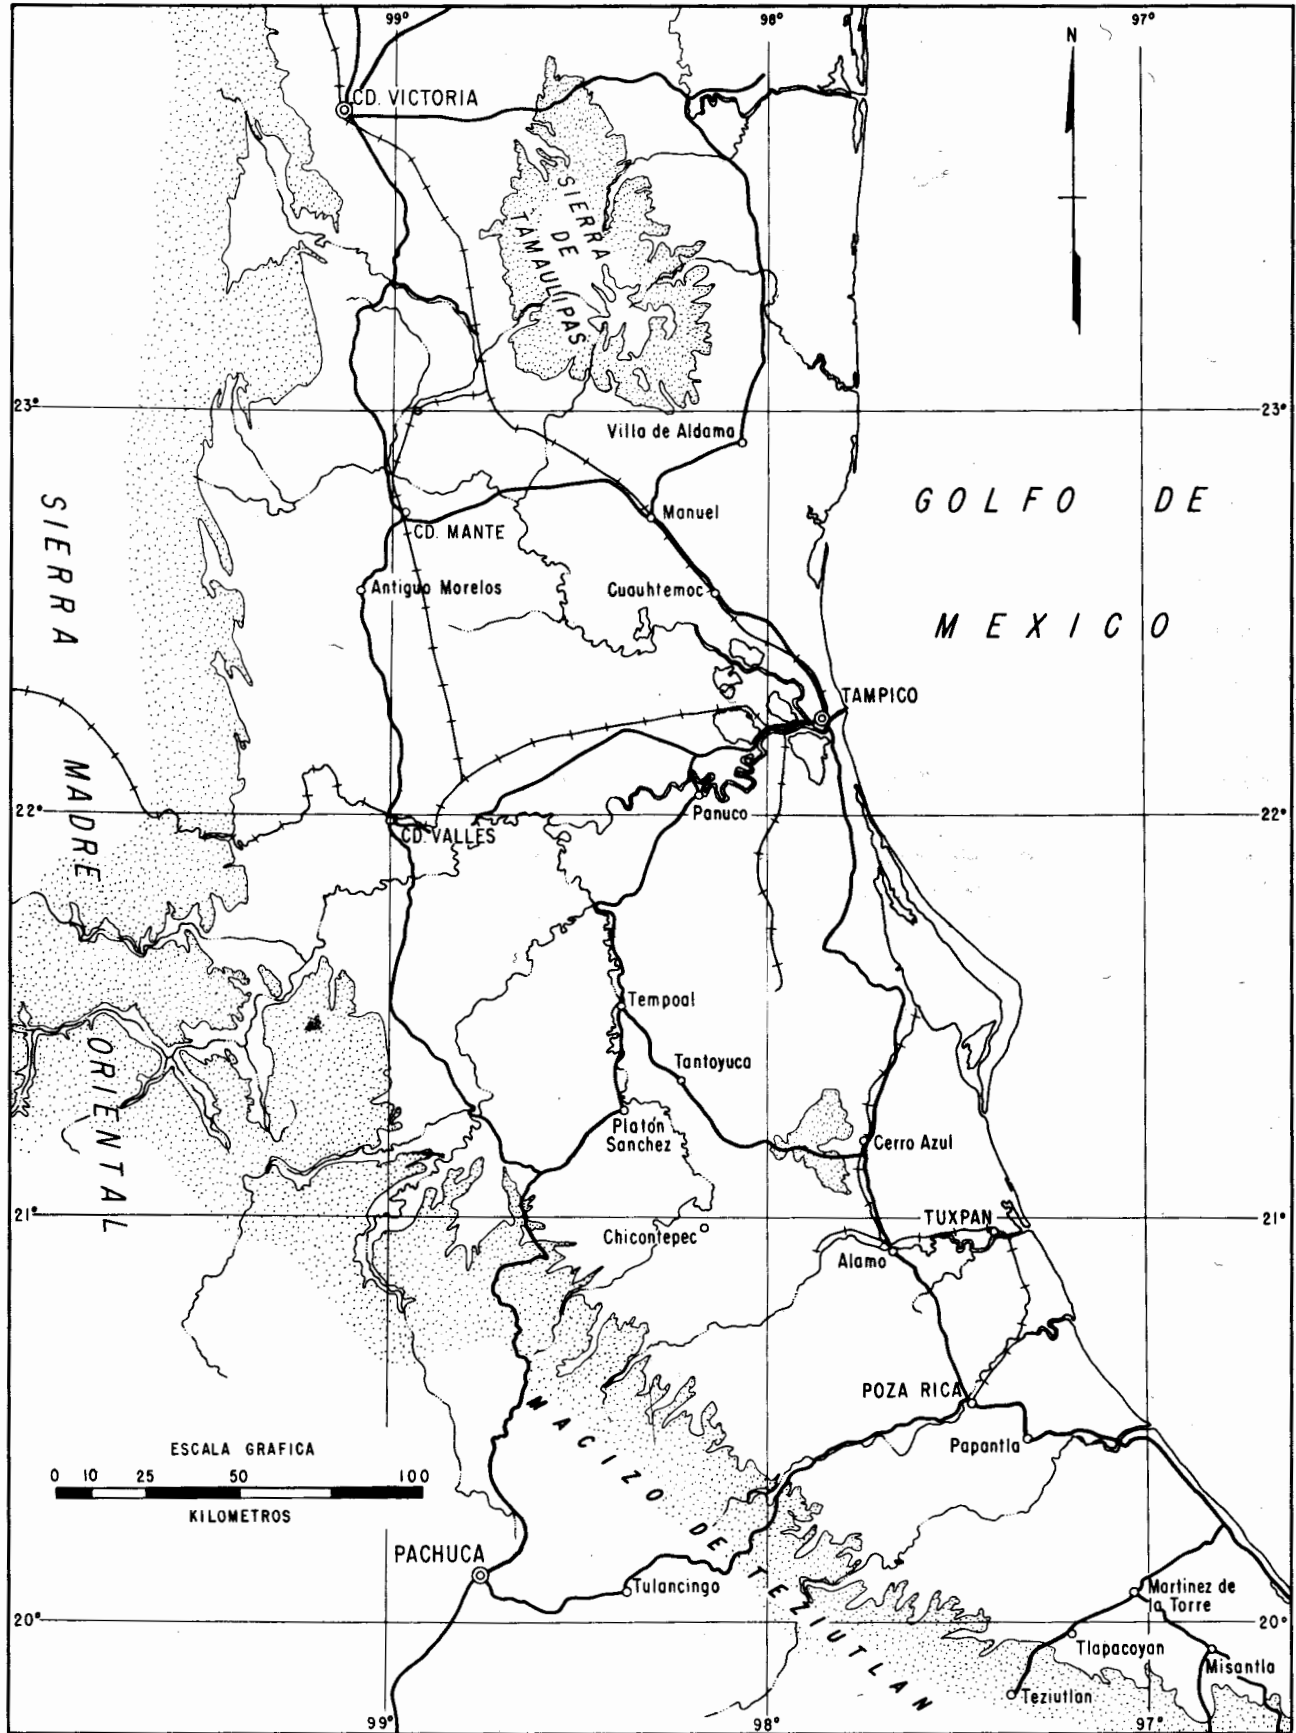 99°
98°
97°
N
CD. VICTORIA
SIERRA
DE
TAMAULIPAS
23°
23°
Villa de Aldama
GOLFO DE
MEXICO
Manuel
CD. MANTE
Antiguo Morelos
Cuauhtemoc
SIERRA
MADRE
ORIENTAL
TAMPICO
22°
22°
Panuco
CD. VALLES
Tempoal
Tantoyuca
Platón
Sanchez
Cerro Azul
21°
21°
TUXPAN
Chicontepec
Alamo
POZA RICA
Papantla
MACIZO DE TEZIUTLAN
ESCALA GRAFICA
0 10 25 50 100
KILOMETROS
PACHUCA
Tulancingo
Martinez de
la Torre
20°
20°
Tlapacoyan
Misantla
Teziutlan
99°
98°
97°